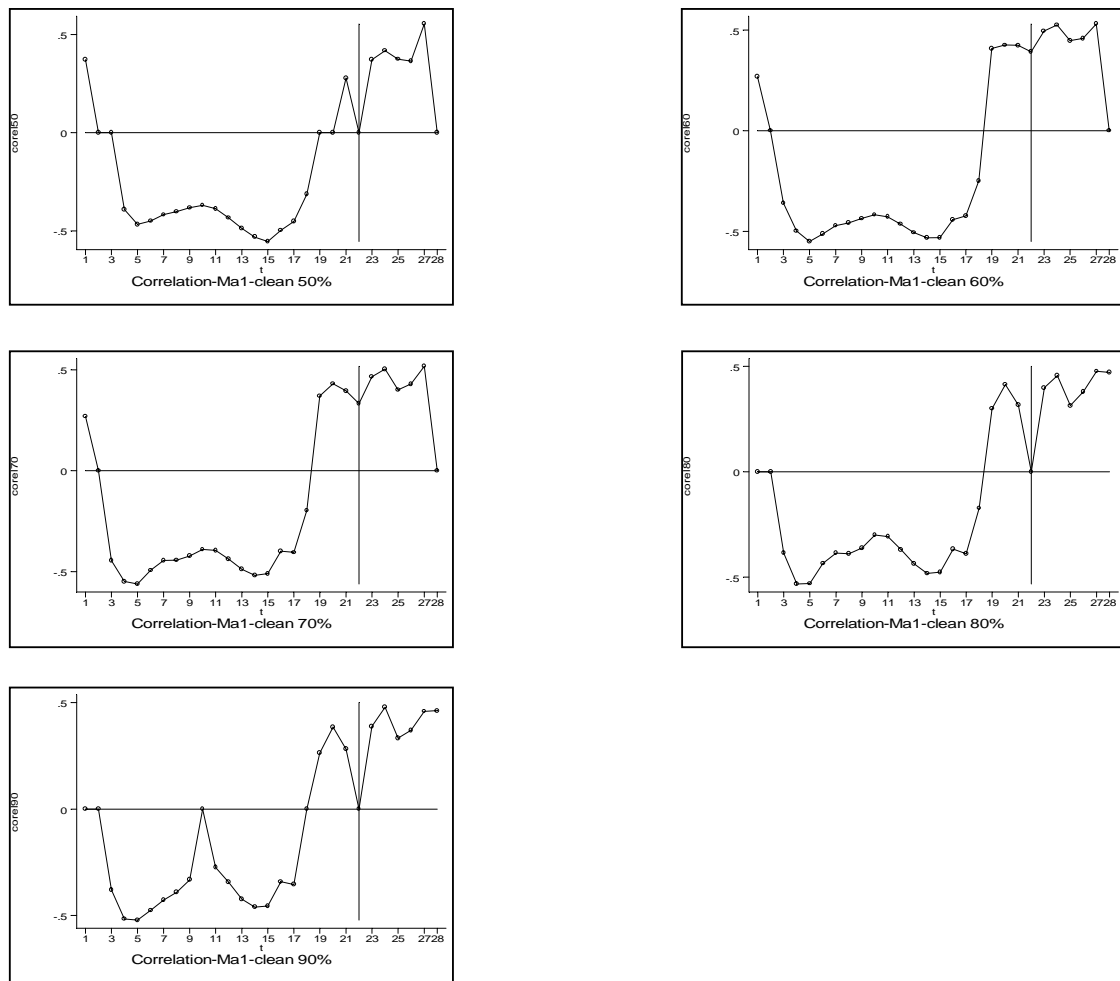 .5
0
-.5
corel50
1 3 5 7 9 11 13 15 17 19 21 23 25 2728
t
Correlation-Ma1-clean 50%
.5
0
-.5
corel60
1 3 5 7 9 11 13 15 17 19 21 23 25 2728
t
Correlation-Ma1-clean 60%
.5
0
-.5
corel70
1 3 5 7 9 11 13 15 17 19 21 23 25 2728
t
Correlation-Ma1-clean 70%
.5
0
-.5
corel80
1 3 5 7 9 11 13 15 17 19 21 23 25 2728
t
Correlation-Ma1-clean 80%
.5
0
-.5
corel90
1 3 5 7 9 11 13 15 17 19 21 23 25 2728
t
Correlation-Ma1-clean 90%